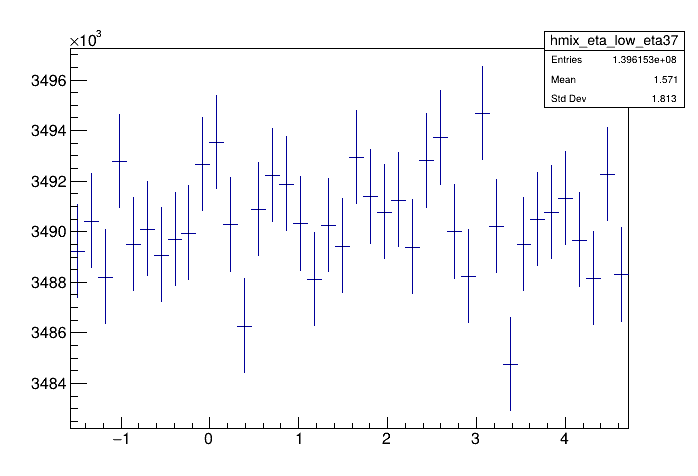 ×10³
hmix_eta_low_eta37
Entries 1.396153e+08
Mean 1.571
Std Dev 1.813
3496
3494
3492
3490
3488
3486
3484
−1 0 1 2 3 4